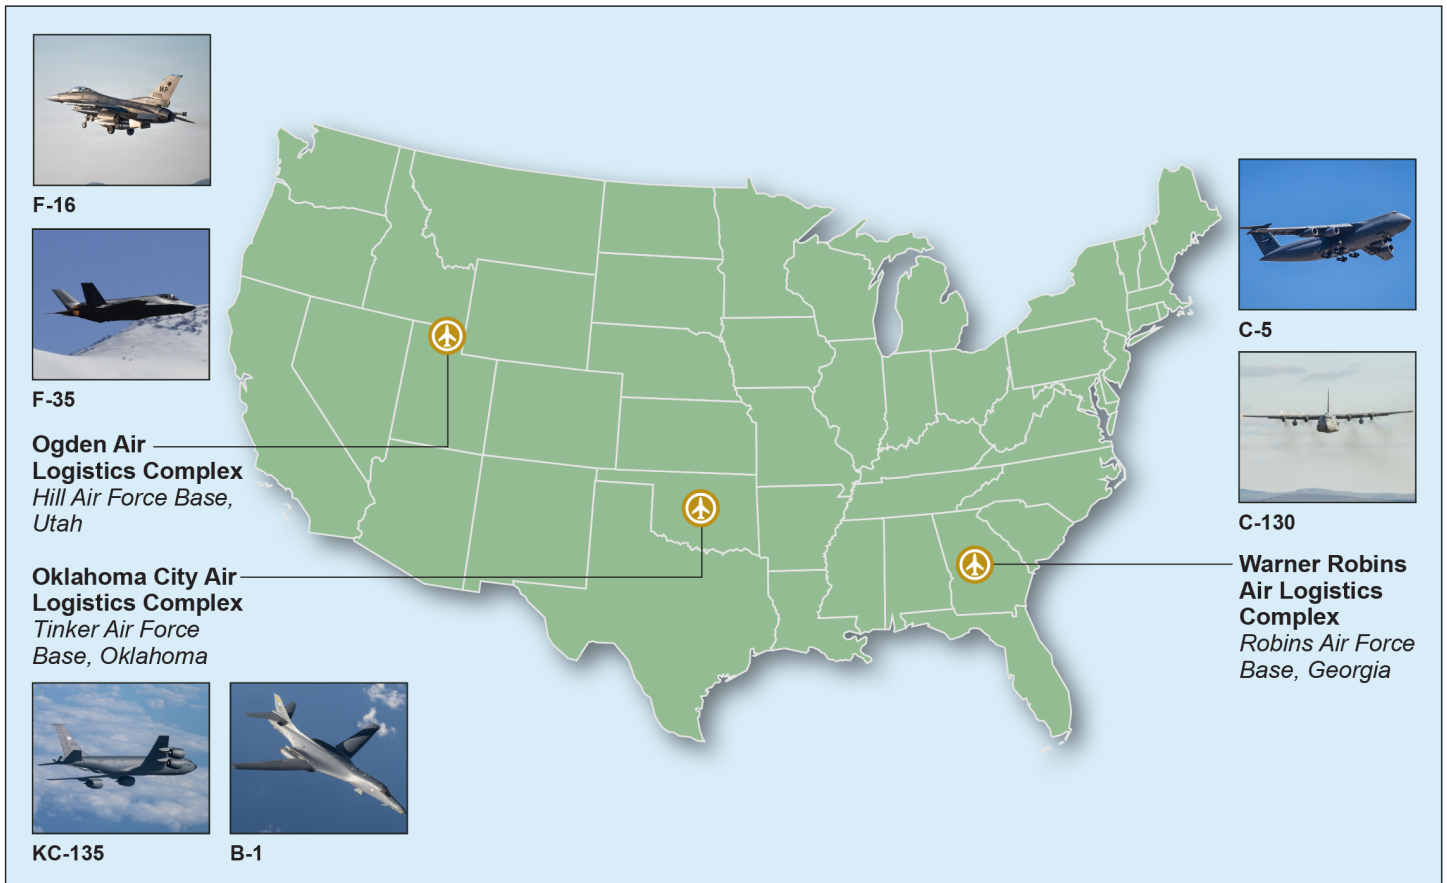 F-16
F-35
Ogden Air
Logistics Complex
Hill Air Force Base,
Utah
Oklahoma City Air
Logistics Complex
Tinker Air Force
Base, Oklahoma
KC-135
B-1
C-5
C-130
Warner Robins
Air Logistics
Complex
Robins Air Force
Base, Georgia